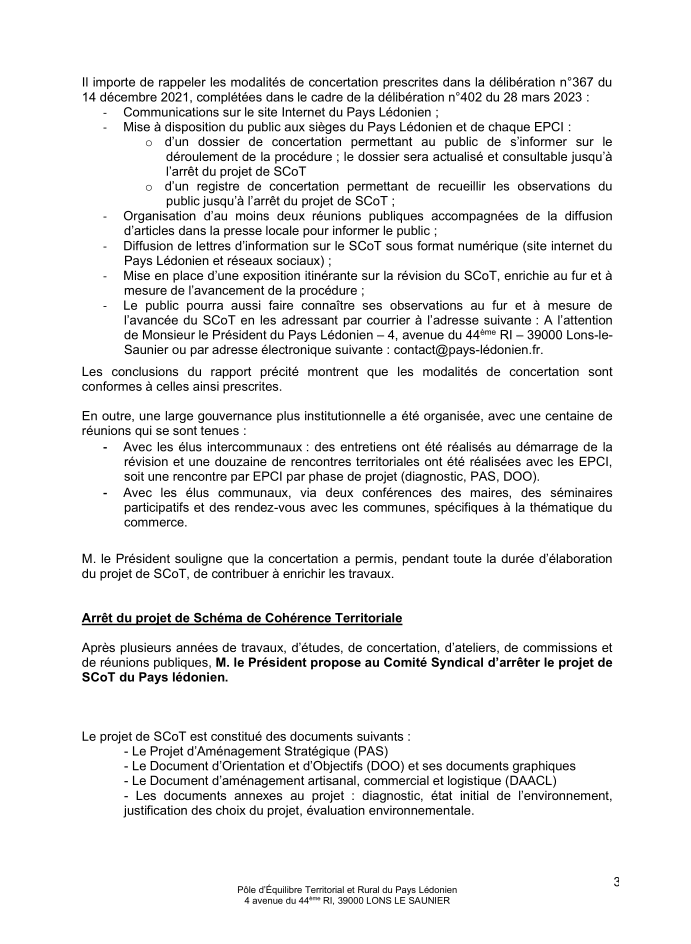 Il importe de rappeler les modalités de concertation prescrites dans la délibération n°367 du
14 décembre 2021, complétées dans le cadre de la délibération n°402 du 28 mars 2023 :
- Communications sur le site Internet du Pays Lédonien ;
- Mise à disposition du public aux sièges du Pays Lédonien et de chaque EPCI :
o d’un dossier de concertation permettant au public de s’informer sur le
déroulement de la procédure ; le dossier sera actualisé et consultable jusqu’à
l’arrêt du projet de SCoT
o d’un registre de concertation permettant de recueillir les observations du
public jusqu’à l’arrêt du projet de SCoT ;
- Organisation d’au moins deux réunions publiques accompagnées de la diffusion
d’articles dans la presse locale pour informer le public ;
- Diffusion de lettres d’information sur le SCoT sous format numérique (site internet du
Pays Lédonien et réseaux sociaux) ;
- Mise en place d’une exposition itinérante sur la révision du SCoT, enrichie au fur et à
mesure de l’avancement de la procédure ;
- Le public pourra aussi faire connaître ses observations au fur et à mesure de
l’avancée du SCoT en les adressant par courrier à l’adresse suivante : A l’attention
de Monsieur le Président du Pays Lédonien – 4, avenue du 44ème RI – 39000 Lons-le-
Saunier ou par adresse électronique suivante : contact@pays-lédonien.fr.
Les conclusions du rapport précité montrent que les modalités de concertation sont
conformes à celles ainsi prescrites.
En outre, une large gouvernance plus institutionnelle a été organisée, avec une centaine de
réunions qui se sont tenues :
- Avec les élus intercommunaux : des entretiens ont été réalisés au démarrage de la
révision et une douzaine de rencontres territoriales ont été réalisées avec les EPCI,
soit une rencontre par EPCI par phase de projet (diagnostic, PAS, DOO).
- Avec les élus communaux, via deux conférences des maires, des séminaires
participatifs et des rendez-vous avec les communes, spécifiques à la thématique du
commerce.
M. le Président souligne que la concertation a permis, pendant toute la durée d’élaboration
du projet de SCoT, de contribuer à enrichir les travaux.
Arrêt du projet de Schéma de Cohérence Territoriale
Après plusieurs années de travaux, d’études, de concertation, d’ateliers, de commissions et
de réunions publiques, M. le Président propose au Comité Syndical d’arrêter le projet de
SCoT du Pays lédonien.
Le projet de SCoT est constitué des documents suivants :
- Le Projet d’Aménagement Stratégique (PAS)
- Le Document d’Orientation et d’Objectifs (DOO) et ses documents graphiques
- Le Document d’aménagement artisanal, commercial et logistique (DAACL)
- Les documents annexes au projet : diagnostic, état initial de l’environnement,
justification des choix du projet, évaluation environnementale.
3
Pôle d’Équilibre Territorial et Rural du Pays Lédonien
4 avenue du 44ème RI, 39000 LONS LE SAUNIER